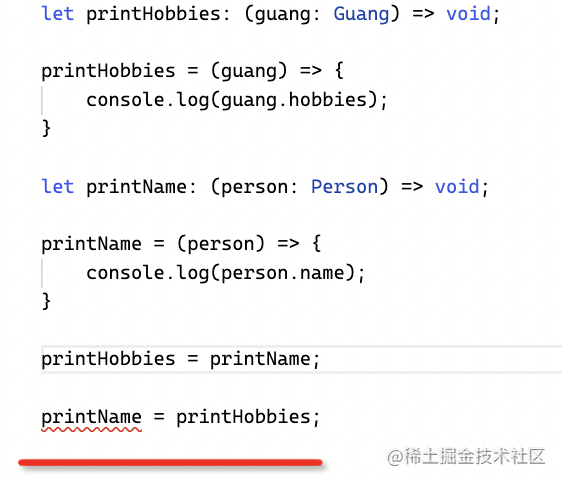 let printHobbies: (guang: Guang) => void;
printHobbies = (guang) => {
    console.log(guang.hobbies);
}
let printName: (person: Person) => void;
printName = (person) => {
    console.log(person.name);
}
printHobbies = printName;
printName = printHobbies;
@稀土掘金技术社区